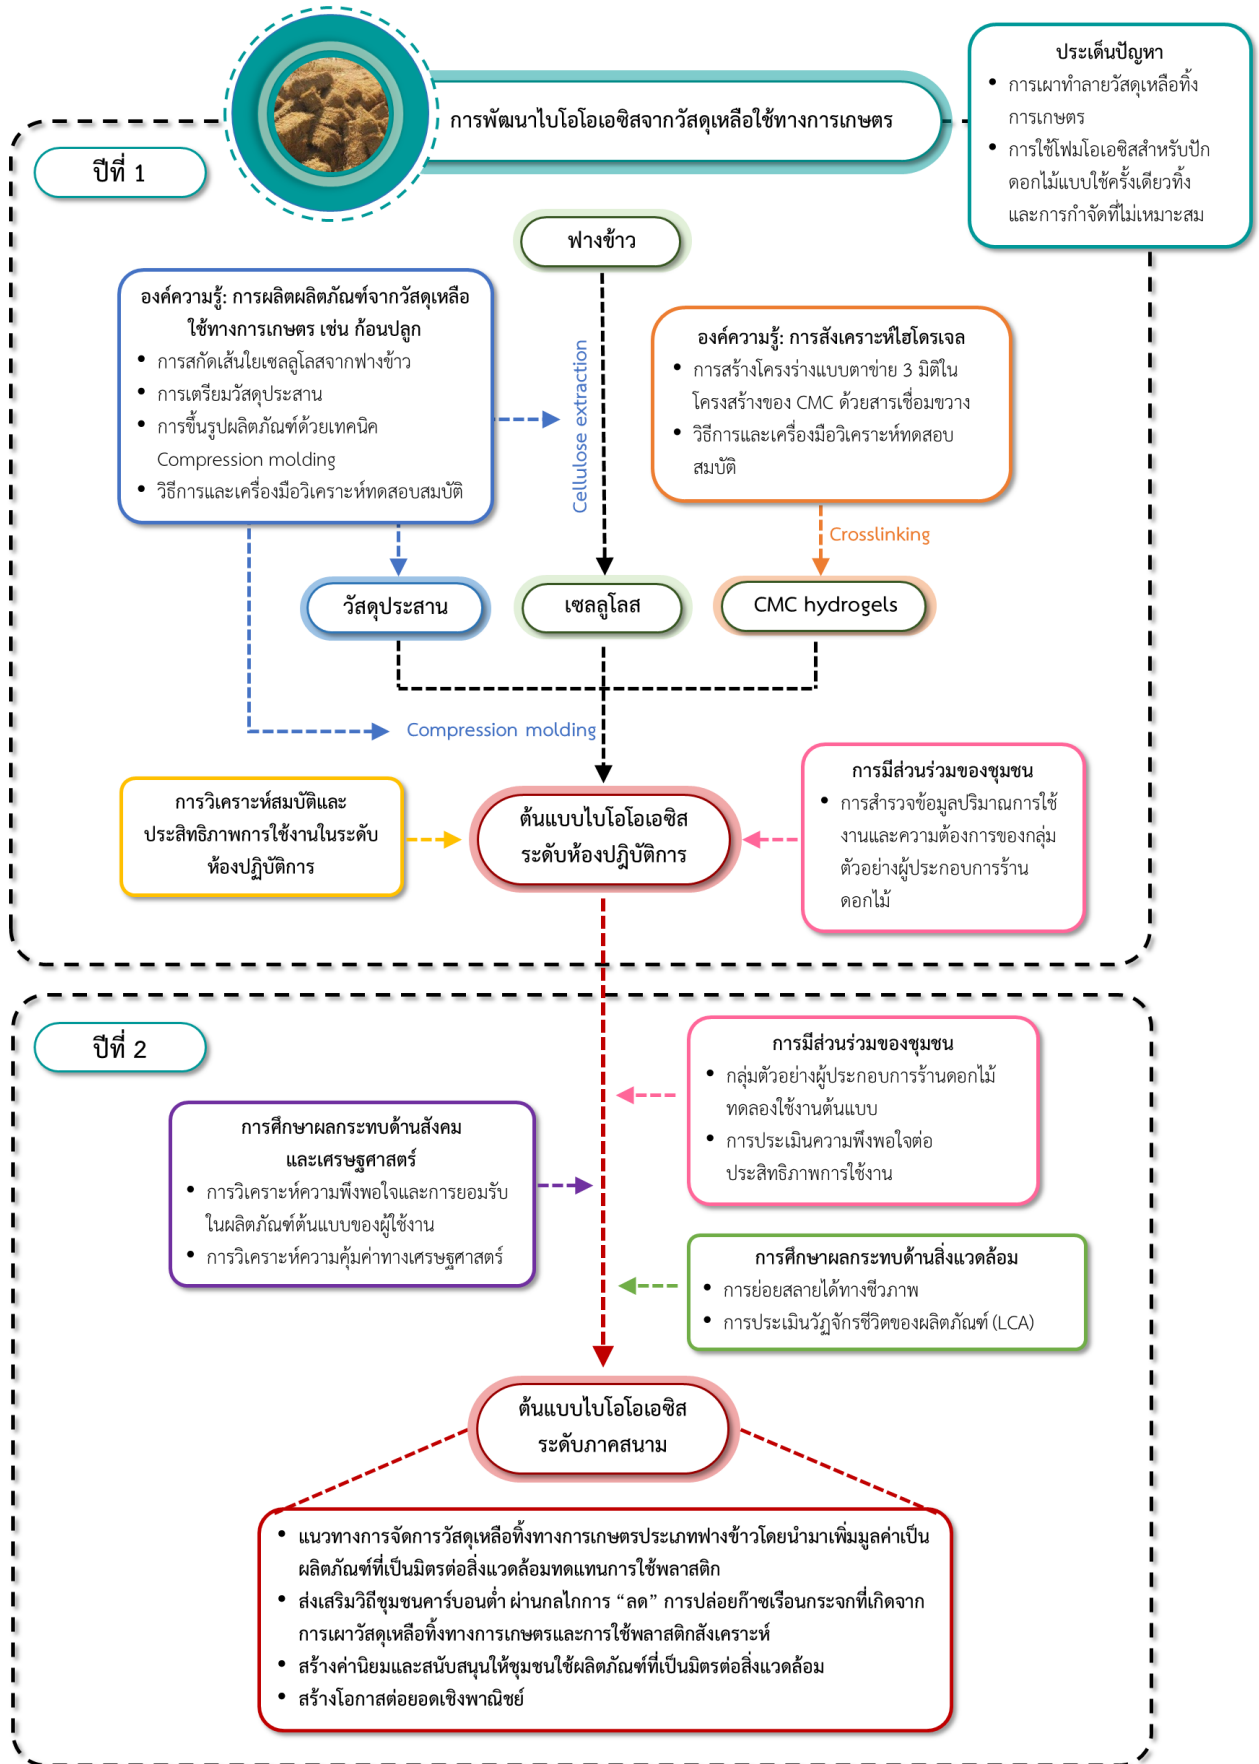 การพัฒนาไบโอโอเอซิสจากวัสดุเหลือใช้ทางการเกษตร
ประเด็นปัญหา
• การเผาทำลายวัสดุเหลือทิ้ง
การเกษตร
• การใช้โฟมโอเอซิสสำหรับปัก
ดอกไม้แบบใช้ครั้งเดียวทิ้ง
และการกำจัดที่ไม่เหมาะสม
ปีที่ 1
ฟางข้าว
องค์ความรู้: การผลิตผลิตภัณฑ์จากวัสดุเหลือ
ใช้ทางการเกษตร เช่น ก้อนปลูก
• การสกัดเส้นใยเซลลูโลสจากฟางข้าว
• การเตรียมวัสดุประสาน
• การขึ้นรูปผลิตภัณฑ์ด้วยเทคนิค
Compression molding
• วิธีการและเครื่องมือวิเคราะห์ทดสอบสมบัติ
Cellulose extraction
องค์ความรู้: การสังเคราะห์ไฮโดรเจล
• การสร้างโครงร่างแบบตาข่าย 3 มิติใน
โครงสร้างของ CMC ด้วยสารเชื่อมขวาง
• วิธีการและเครื่องมือวิเคราะห์ทดสอบ
สมบัติ
Crosslinking
วัสดุประสาน
เซลลูโลส
CMC hydrogels
Compression molding
การวิเคราะห์สมบัติและ
ประสิทธิภาพการใช้งานในระดับ
ห้องปฏิบัติการ
ต้นแบบไบโอโอเอซิส
ระดับห้องปฏิบัติการ
การมีส่วนร่วมของชุมชน
• การสำรวจข้อมูลปริมาณการใช้
งานและความต้องการของกลุ่ม
ตัวอย่างผู้ประกอบการร้าน
ดอกไม้
ปีที่ 2
การมีส่วนร่วมของชุมชน
• กลุ่มตัวอย่างผู้ประกอบการร้านดอกไม้
ทดลองใช้งานต้นแบบ
• การประเมินความพึงพอใจต่อ
ประสิทธิภาพการใช้งาน
การศึกษาผลกระทบด้านสังคม
และเศรษฐศาสตร์
• การวิเคราะห์ความพึงพอใจและการยอมรับ
ในผลิตภัณฑ์ต้นแบบของผู้ใช้งาน
• การวิเคราะห์ความคุ้มค่าทางเศรษฐศาสตร์
การศึกษาผลกระทบด้านสิ่งแวดล้อม
• การย่อยสลายได้ทางชีวภาพ
• การประเมินวัฏจักรชีวิตของผลิตภัณฑ์ (LCA)
ต้นแบบไบโอโอเอซิส
ระดับภาคสนาม
• แนวทางการจัดการวัสดุเหลือทิ้งทางการเกษตรประเภทฟางข้าวโดยนำมาเพิ่มมูลค่าเป็น
ผลิตภัณฑ์ที่เป็นมิตรต่อสิ่งแวดล้อมทดแทนการใช้พลาสติก
• ส่งเสริมวิถีชุมชนคาร์บอนต่ำ ผ่านกลไกการ “ลด” การปล่อยก๊าซเรือนกระจกที่เกิดจาก
การเผาวัสดุเหลือทิ้งทางการเกษตรและการใช้พลาสติกสังเคราะห์
• สร้างค่านิยมและสนับสนุนให้ชุมชนใช้ผลิตภัณฑ์ที่เป็นมิตรต่อสิ่งแวดล้อม
• สร้างโอกาสต่อยอดเชิงพาณิชย์